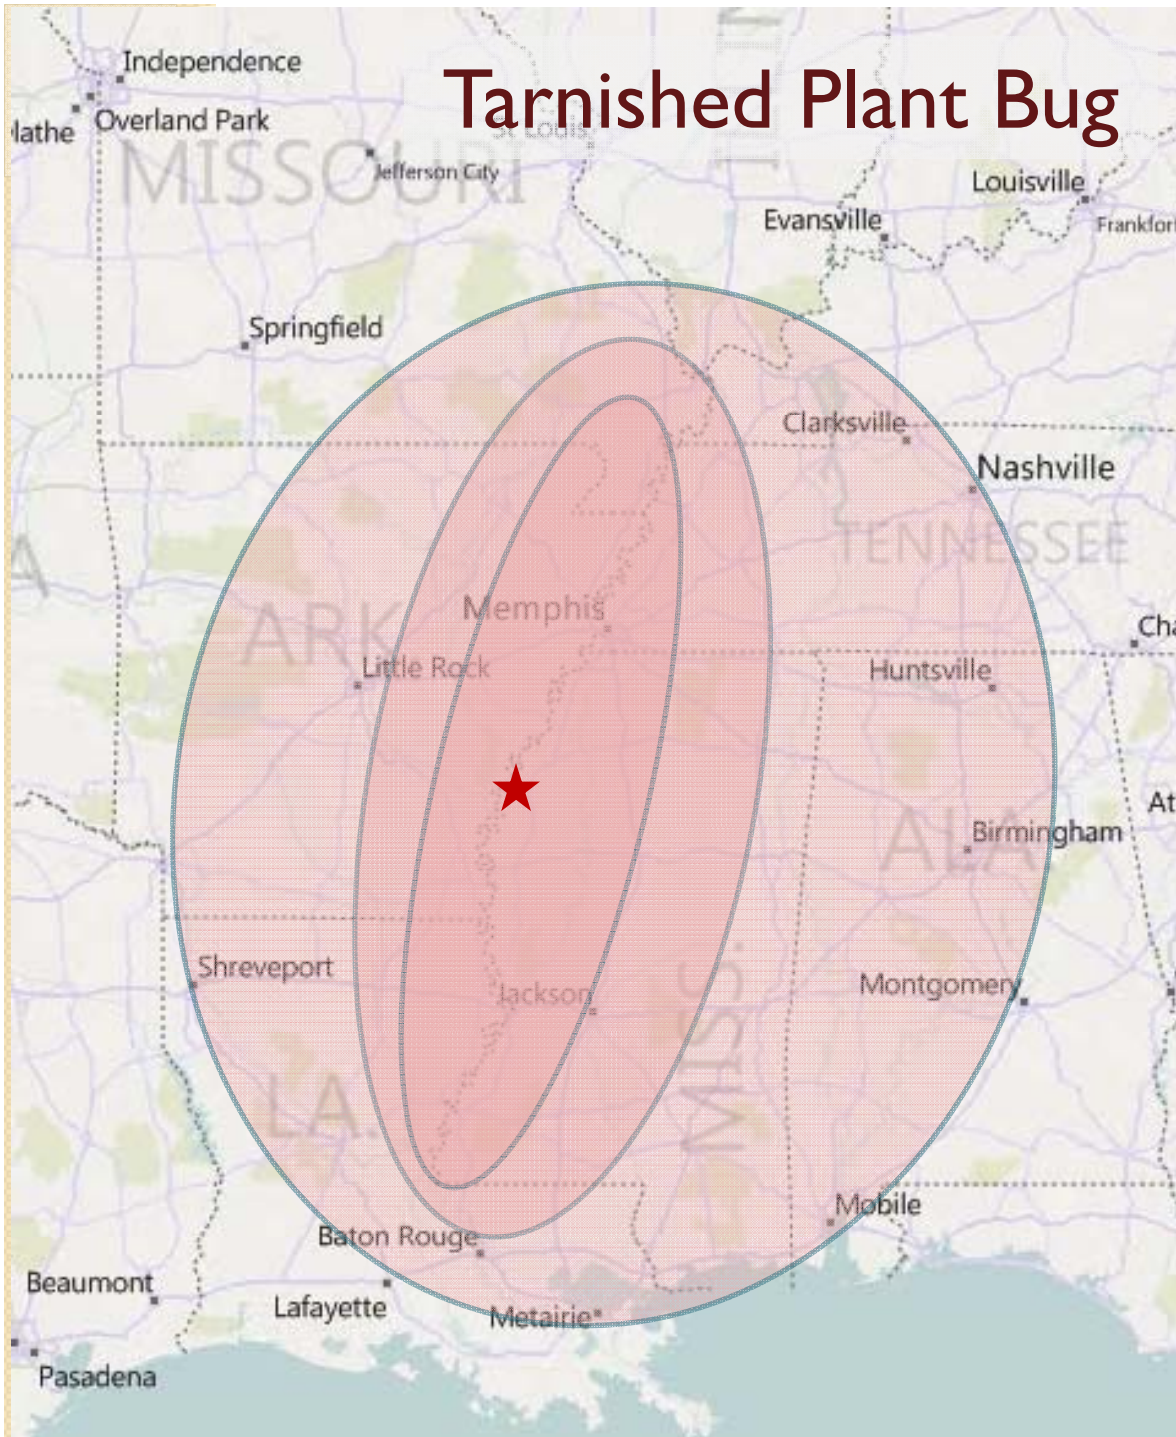 Tarnished Plant Bug
Independence
Overland Park
lathe
St Louis
MISSOURI
Jefferson City
Louisville
Evansville
Frankfor
Springfield
Clarksville
Nashville
TENNESSEE
A
ARK
Memphis
Cha
Little Rock
Huntsville
At
ALA
Birmingham
Shreveport
Jackson
Montgomery
MISS.
LA.
Mobile
Baton Rouge
Beaumont
Lafayette
Metairie
Pasadena